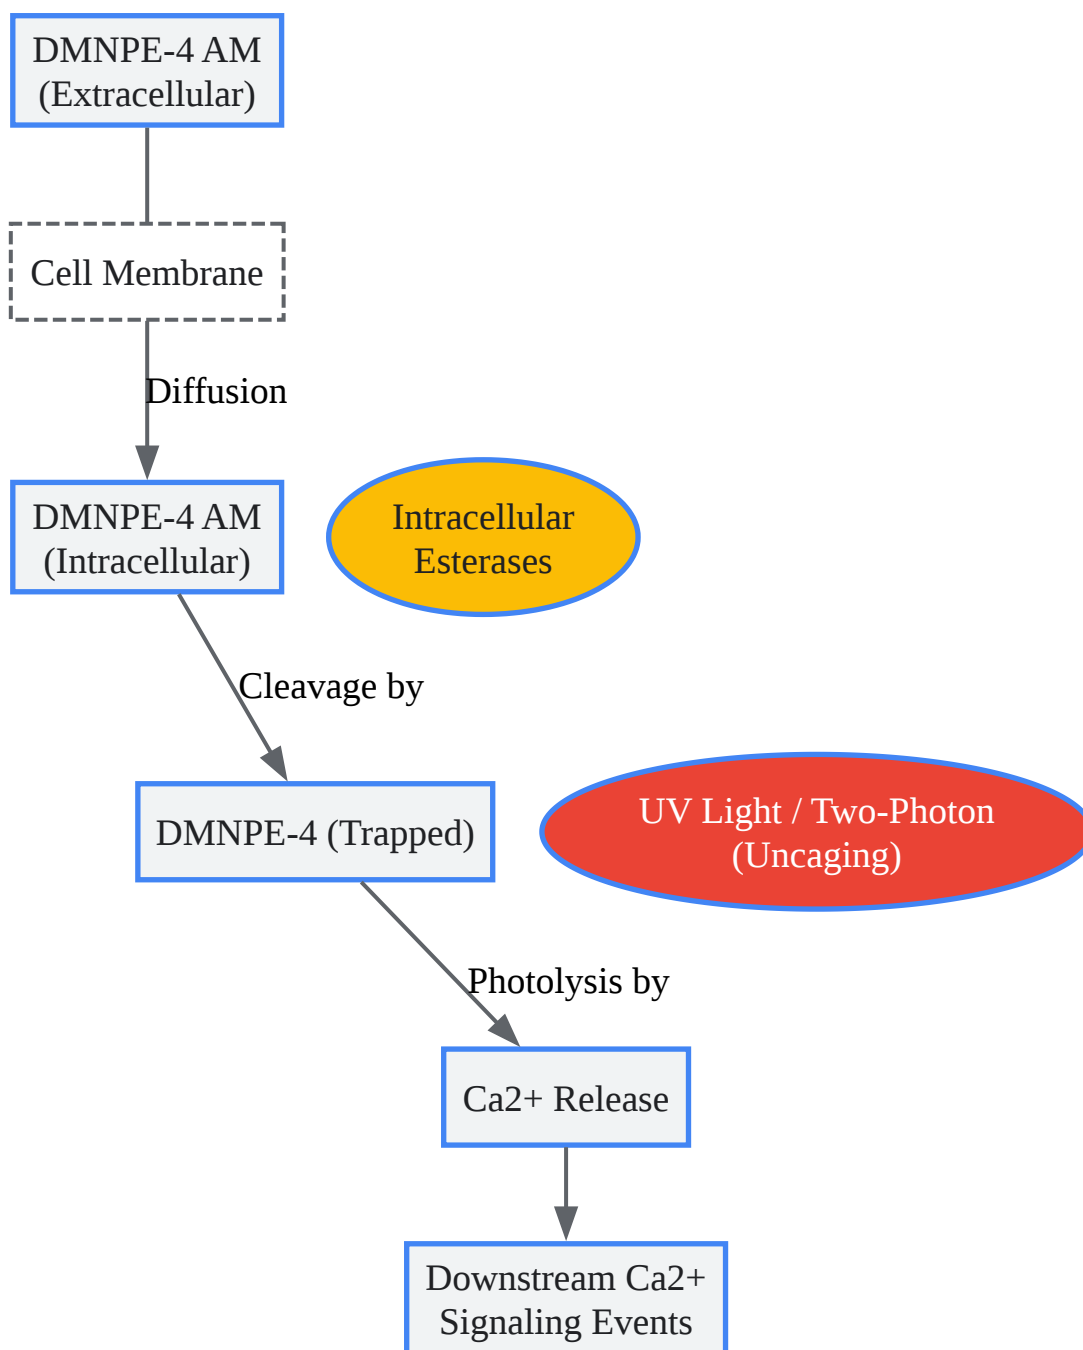 DMNPE-4 AM
(Extracellular)
Cell Membrane
Diffusion
DMNPE-4 AM
(Intracellular)
Intracellular
Esterases
Cleavage by
DMNPE-4 (Trapped)
UV Light / Two-Photon
(Uncaging)
Photolysis by
Ca2+ Release
Downstream Ca2+
Signaling Events